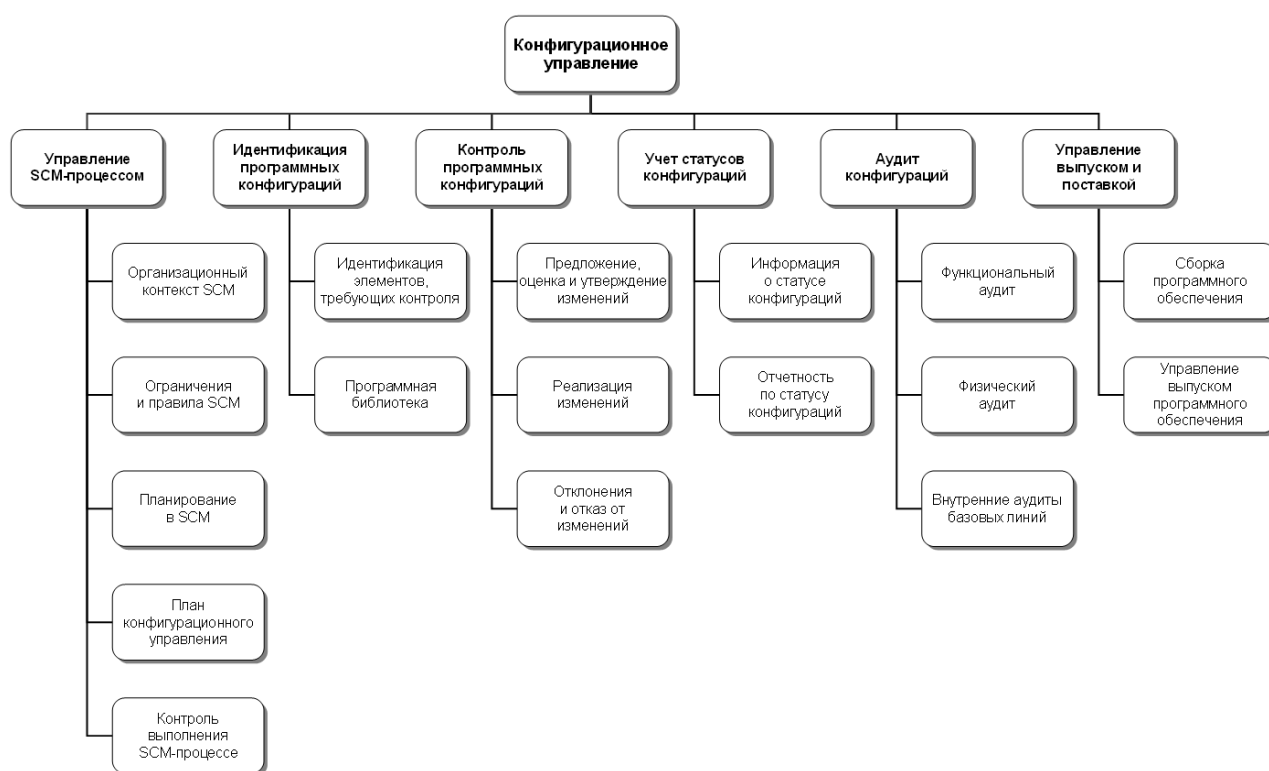 Конфигурационное
управление
Управление
SCM-процессом
Идентификация
программных
конфигураций
Контроль
программных
конфигураций
Учет статусов
конфигураций
Аудит
конфигураций
Управление
выпуском и
поставкой
Организационный
контекст SCM
Идентификация
элементов,
требующих контроля
Предложение,
оценка и утверждение
изменений
Информация
о статусе
конфигураций
Функциональный
аудит
Сборка
программного
обеспечения
Ограничения
и правила SCM
Программная
библиотека
Реализация
изменений
Отчетность
по статусу
конфигураций
Физический
аудит
Управление
выпуском
программного
обеспечения
Планирование
в SCM
Отклонения
и отказ от
изменений
Внутренние аудиты
базовых линий
План
конфигурационного
управления
Контроль
выполнения
SCM-процессе